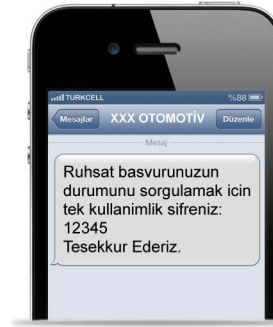 TURKCELL %88
Mesajlar XXX OTOMOTİV Düzenle
Mesaj
Ruhsat basvurunuzun
durumunu sorgulamak icin
tek kullanimlik sifreniz:
12345
Tesekkur Ederiz.